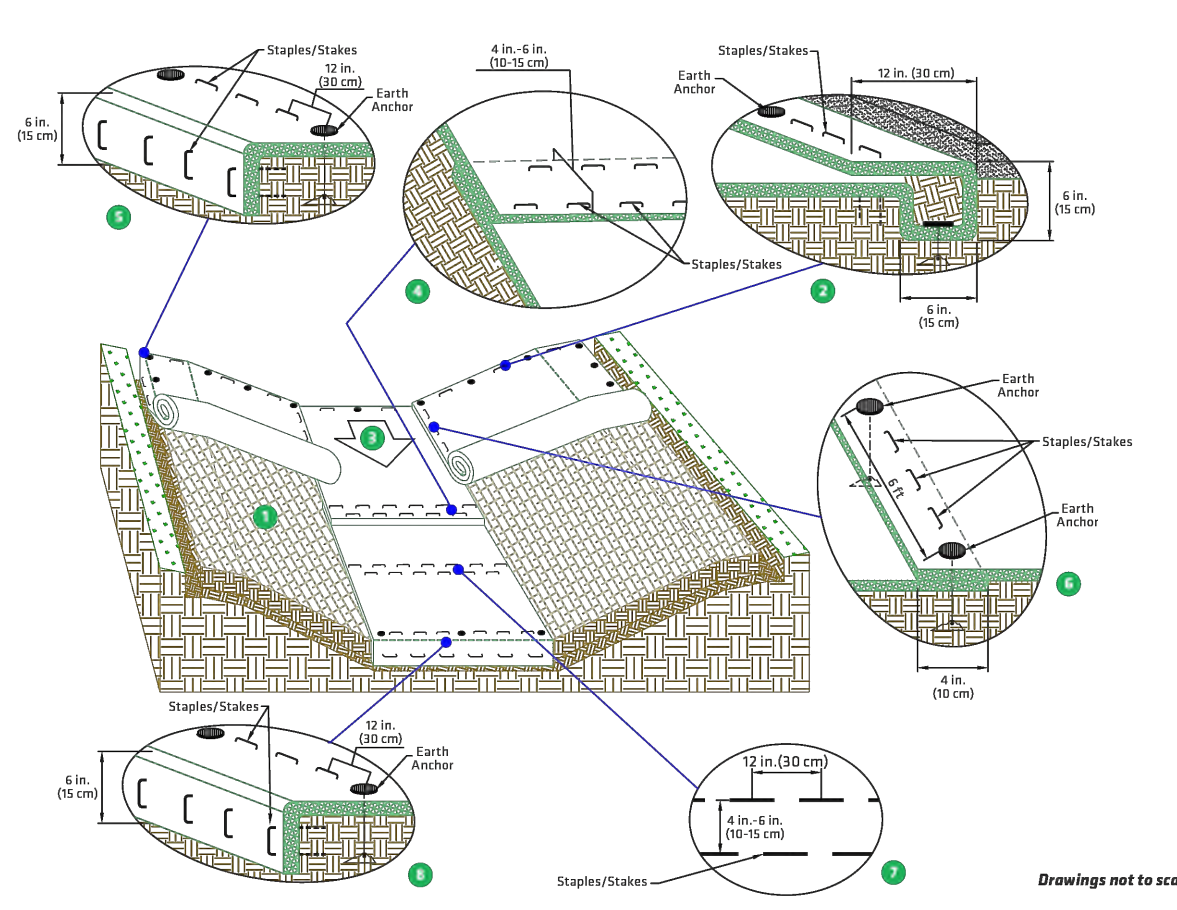 Staples/Stakes
12 in.
(30 cm)
Earth
Anchor
6 in.
(15 cm)
5
4 in.-6 in.
(10-15 cm)
Staples/Stakes
4
Staples/Stakes
Earth
Anchor
12 in. (30 cm)
6 in.
(15 cm)
6 in.
(15 cm)
2
3
1
Earth
Anchor
Staples/Stakes
6 ft
Earth
Anchor
6
4 in.
(10 cm)
Staples/Stakes
12 in.
(30 cm)
Earth
Anchor
6 in.
(15 cm)
8
12 in.(30 cm)
4 in.-6 in.
(10-15 cm)
Staples/Stakes
7
Drawings not to sca